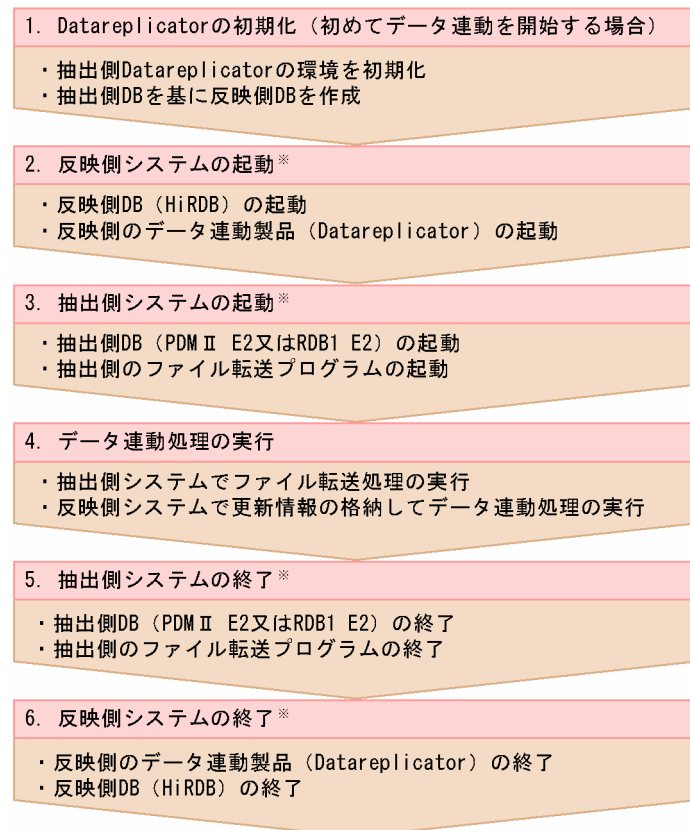 1. Datareplicatorの初期化（初めてデータ連動を開始する場合）
・抽出側Datareplicatorの環境を初期化
・抽出側DBを基に反映側DBを作成
2. 反映側システムの起動※
・反映側DB（HiRDB）の起動
・反映側のデータ連動製品（Datareplicator）の起動
3. 抽出側システムの起動※
・抽出側DB（PDMⅡ E2又はRDB1 E2）の起動
・抽出側のファイル転送プログラムの起動
4. データ連動処理の実行
・抽出側システムでファイル転送処理の実行
・反映側システムで更新情報の格納してデータ連動処理の実行
5. 抽出側システムの終了※
・抽出側DB（PDMⅡ E2又はRDB1 E2）の終了
・抽出側のファイル転送プログラムの終了
6. 反映側システムの終了※
・反映側のデータ連動製品（Datareplicator）の終了
・反映側DB（HiRDB）の終了